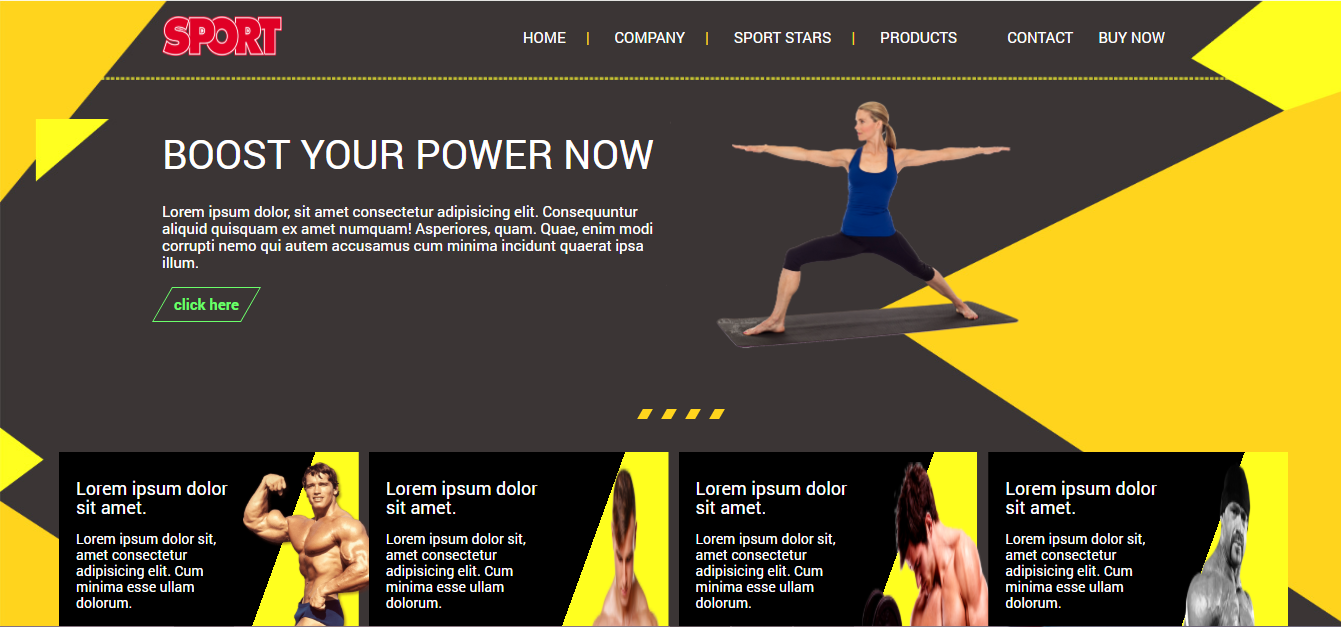 SPORT
HOME | COMPANY | SPORT STARS | PRODUCTS CONTACT BUY NOW
BOOST YOUR POWER NOW
Lorem ipsum dolor, sit amet consectetur adipisicing elit. Consequuntur
aliquid quisquam ex amet numquam! Asperiores, quam. Quae, enim modi
corrupti nemo qui autem accusamus cum minima incidunt quaerat ipsa
illum.
click here
Lorem ipsum dolor
sit amet.
Lorem ipsum dolor sit,
amet consectetur
adipisicing elit. Cum
minima esse ullam
dolorum.
Lorem ipsum dolor
sit amet.
Lorem ipsum dolor sit,
amet consectetur
adipisicing elit. Cum
minima esse ullam
dolorum.
Lorem ipsum dolor
sit amet.
Lorem ipsum dolor sit,
amet consectetur
adipisicing elit. Cum
minima esse ullam
dolorum.
Lorem ipsum dolor
sit amet.
Lorem ipsum dolor sit,
amet consectetur
adipisicing elit. Cum
minima esse ullam
dolorum.